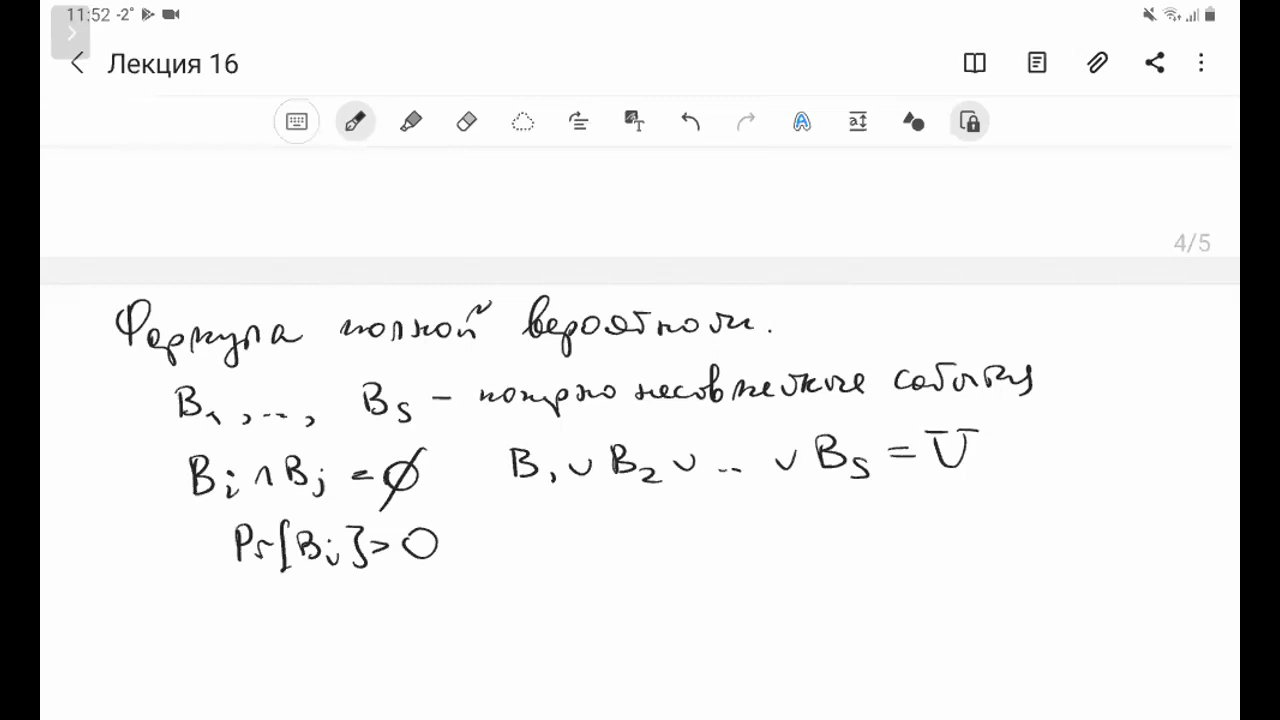 11:52 -2°
Лекция 16
4/5
Формула полной вероятности.
B₁, ..., Bₛ – попарно несовместные события
Bᵢ ∩ Bⱼ = ∅ B₁ ∪ B₂ ∪ .. ∪ Bₛ = U
Pr[Bᵢ] > 0